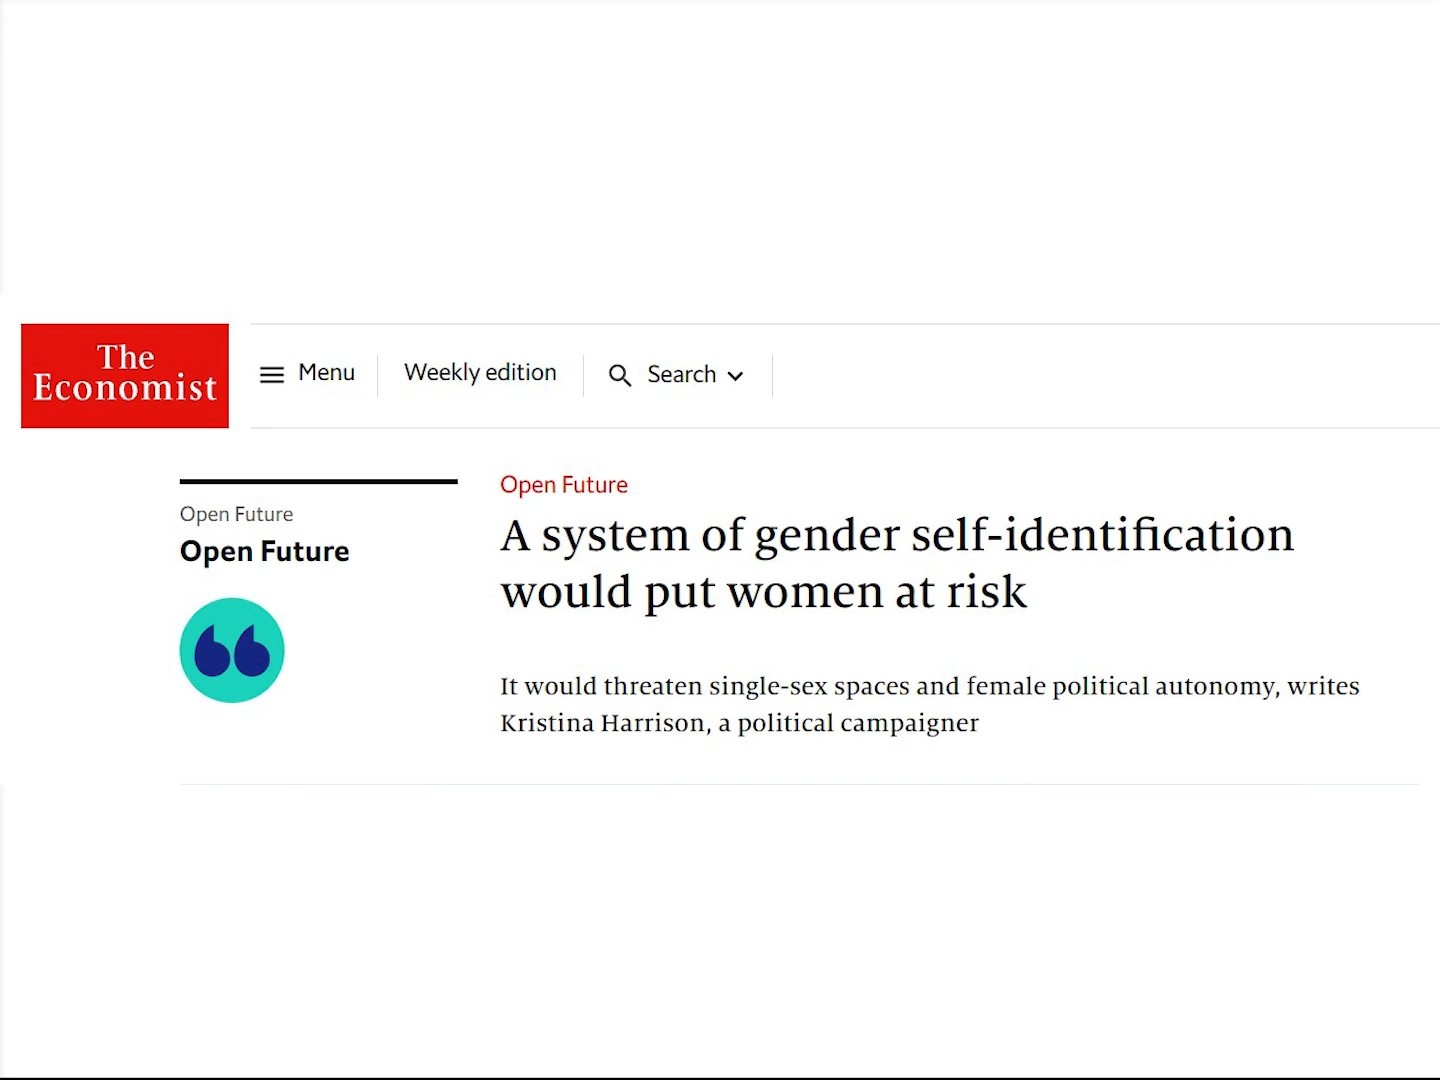 The
Economist
Menu
Weekly edition
Search
Open Future
Open Future
Open Future
A system of gender self-identification
would put women at risk
It would threaten single-sex spaces and female political autonomy, writes
Kristina Harrison, a political campaigner